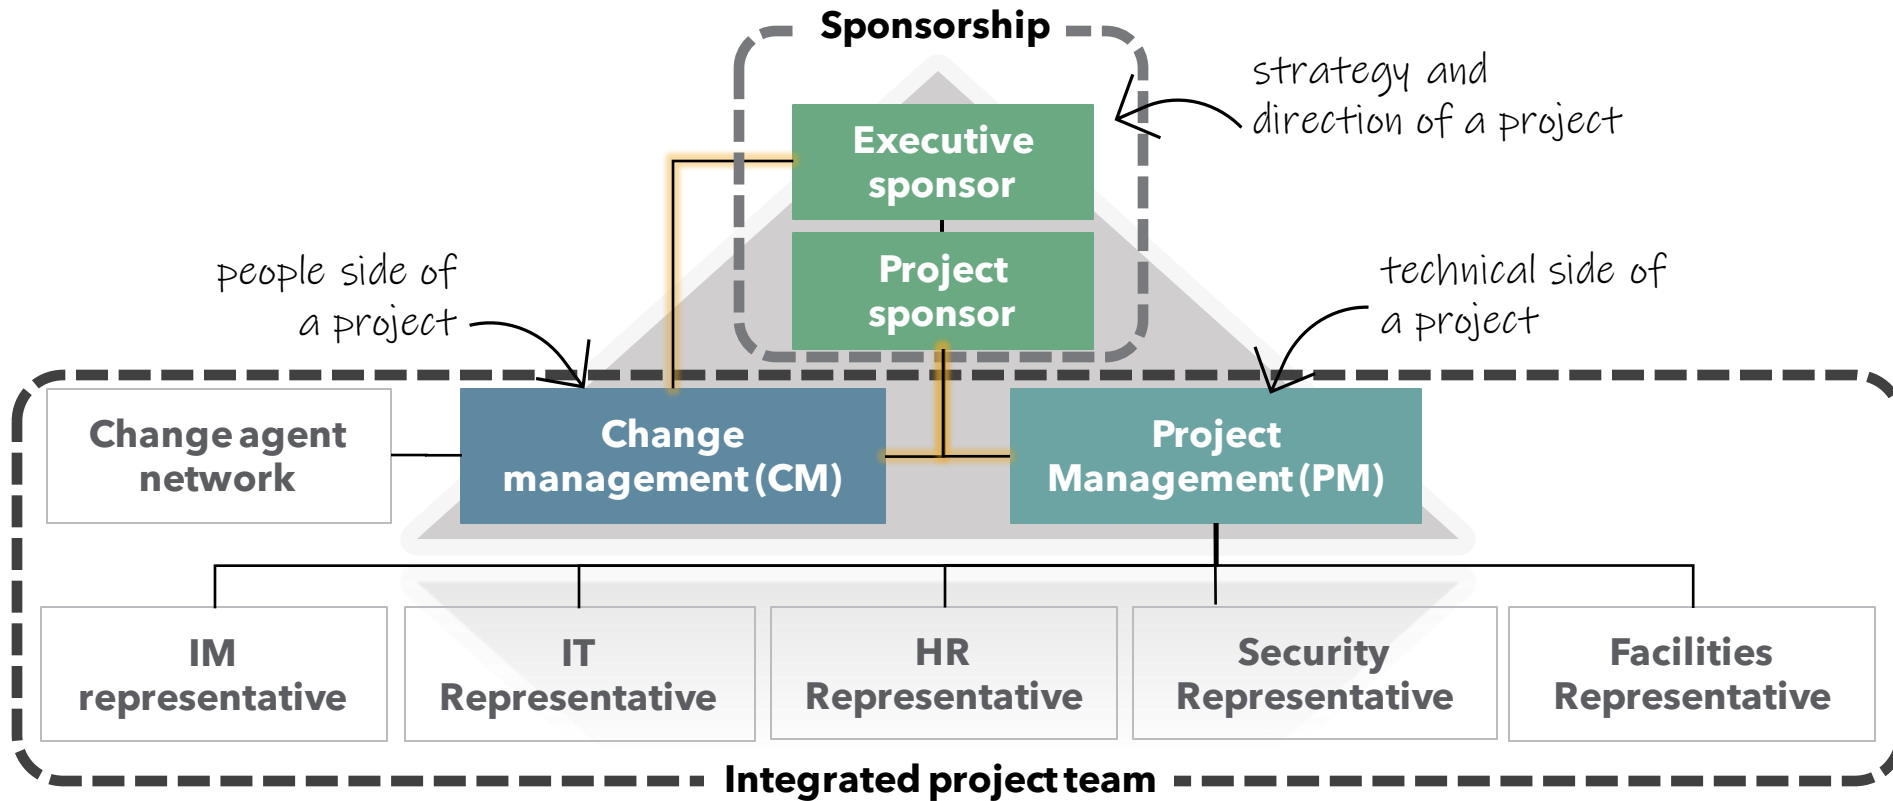 Sponsorship
strategy and
direction of a project
Executive
sponsor
Project
sponsor
people side of
a project
technical side of
a project
Change agent
network
Change
management (CM)
Project
Management (PM)
IM
representative
IT
Representative
HR
Representative
Security
Representative
Facilities
Representative
Integrated project team